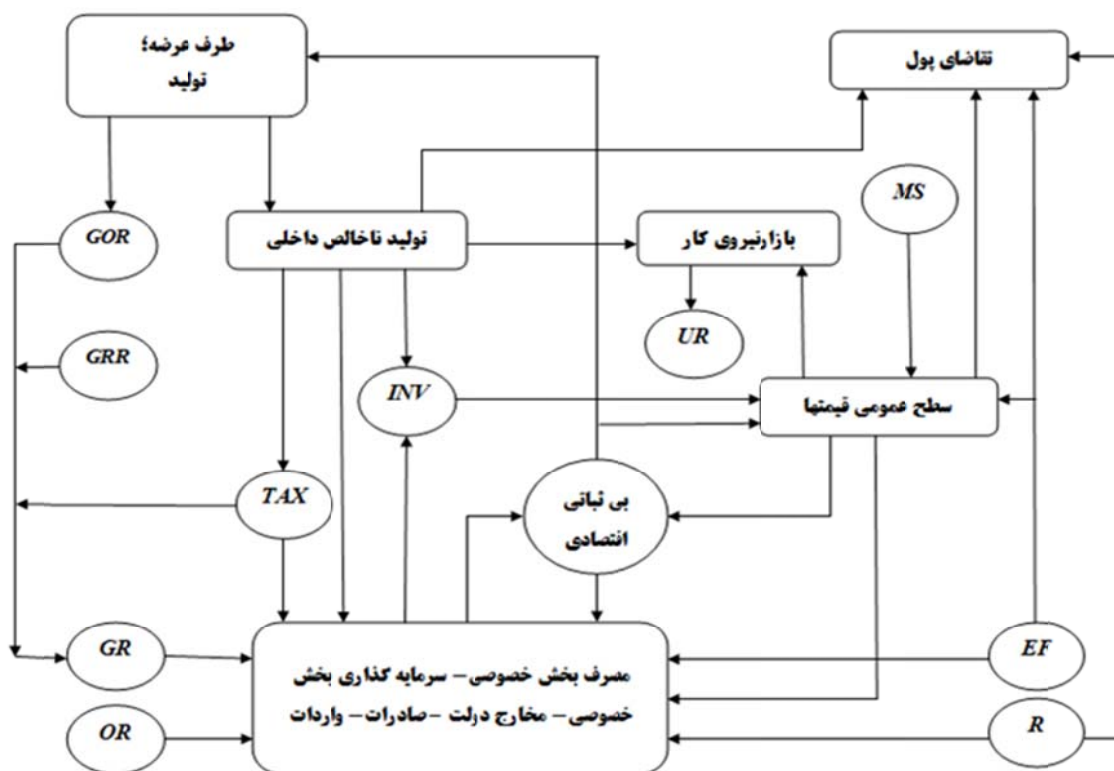 طرف عرضه؛
تولید
تقاضای پول
MS
GOR
تولید ناخالص داخلی
بازارنیروی کار
UR
GRR
INV
سطح عمومی قیمتها
TAX
بی ثباتی
اقتصادی
GR
EF
مصرف بخش خصوصی– سرمایه گذاری بخش
خصوصی– مخارج دولت –صادرات– واردات
OR
R